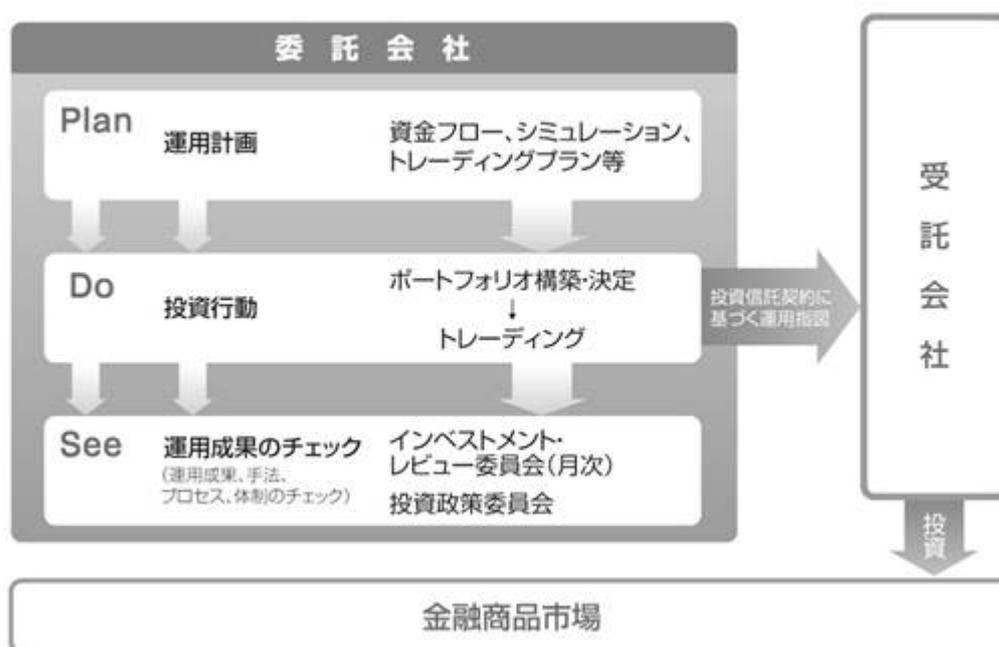 委託会社
Plan
運用計画
資金フロー、シミュレーション、
トレーディングプラン等
Do
投資行動
ポートフォリオ構築・決定
↓
トレーディング
See
運用成果のチェック
(運用成果、手法、
プロセス、体制のチェック)
インベストメント・
レビュー委員会(月次)
投資政策委員会
投資信託契約に
基づく運用指図
受託会社
投資
金融商品市場